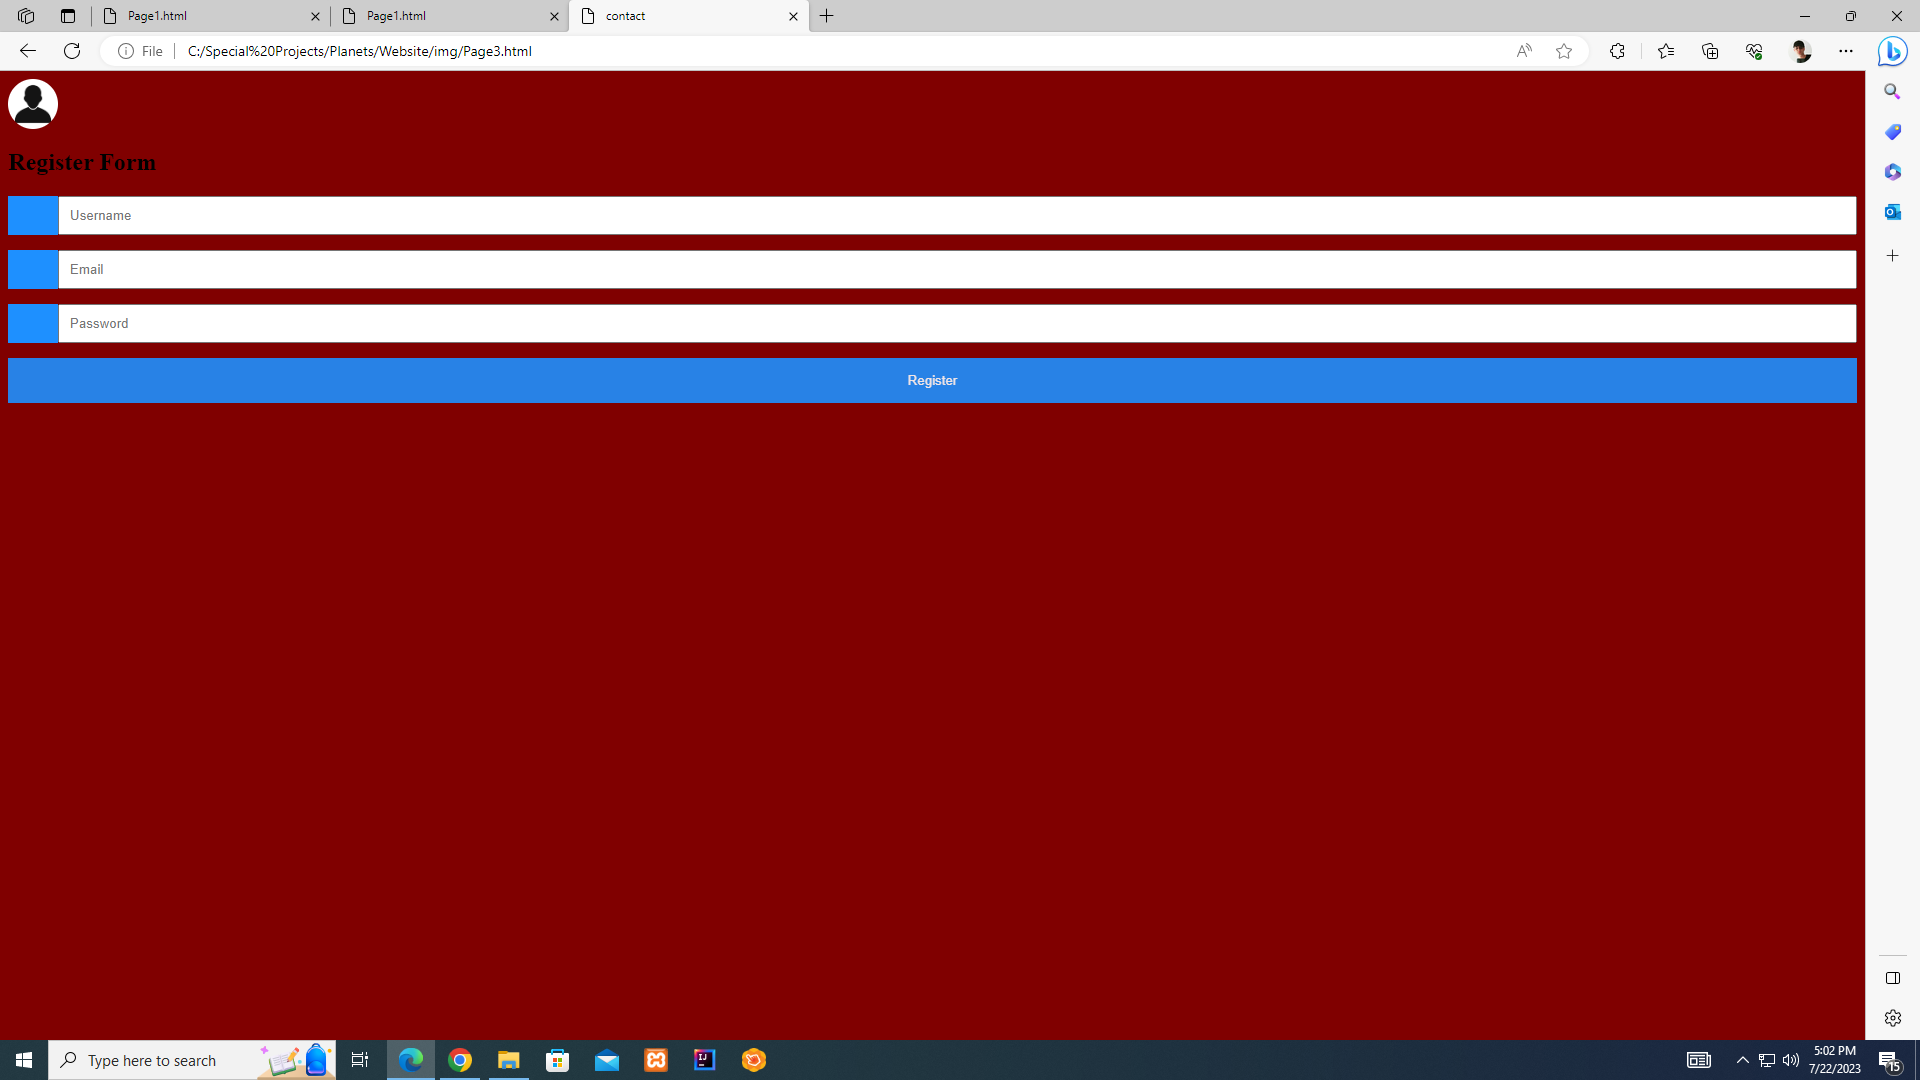 Page1.html
Page1.html
contact
File
C:/Special%20Projects/Planets/Website/img/Page3.html
Register Form
Username
Email
Password
Register
Type here to search
5:02 PM
7/22/2023
15